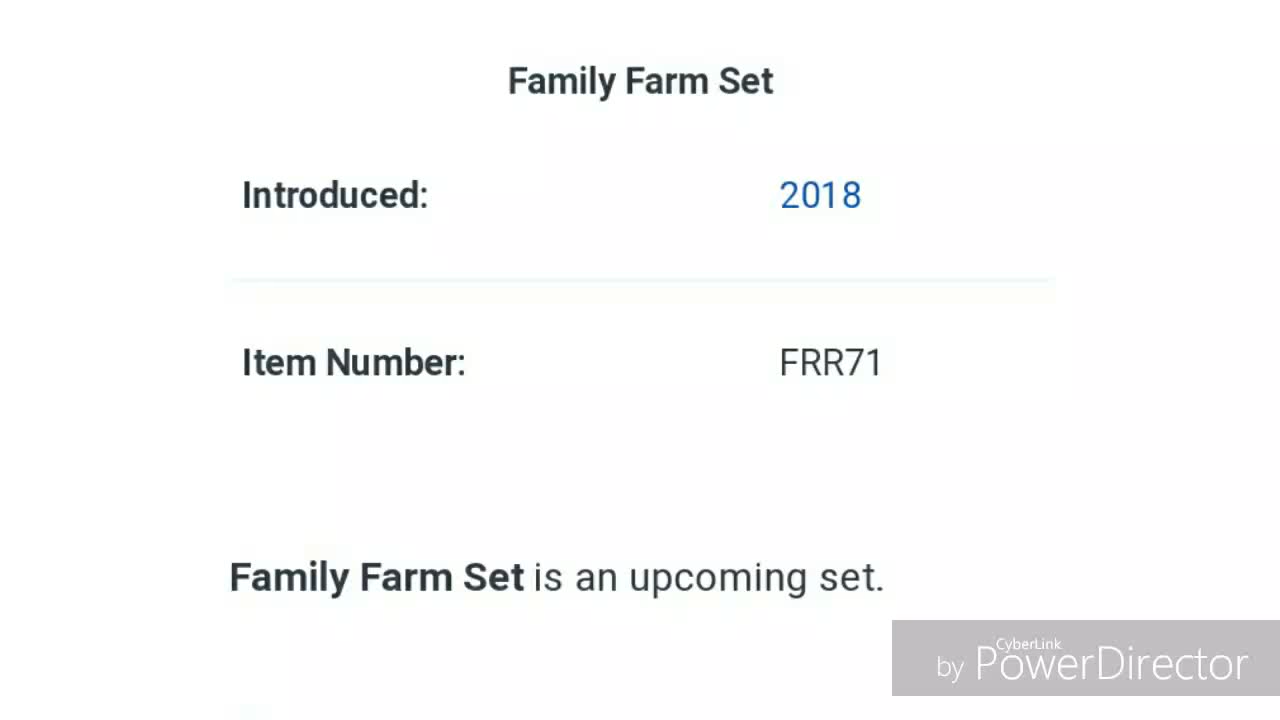 Family Farm Set
Introduced: 2018
Item Number: FRR71
Family Farm Set is an upcoming set.
CyberLink
by PowerDirector